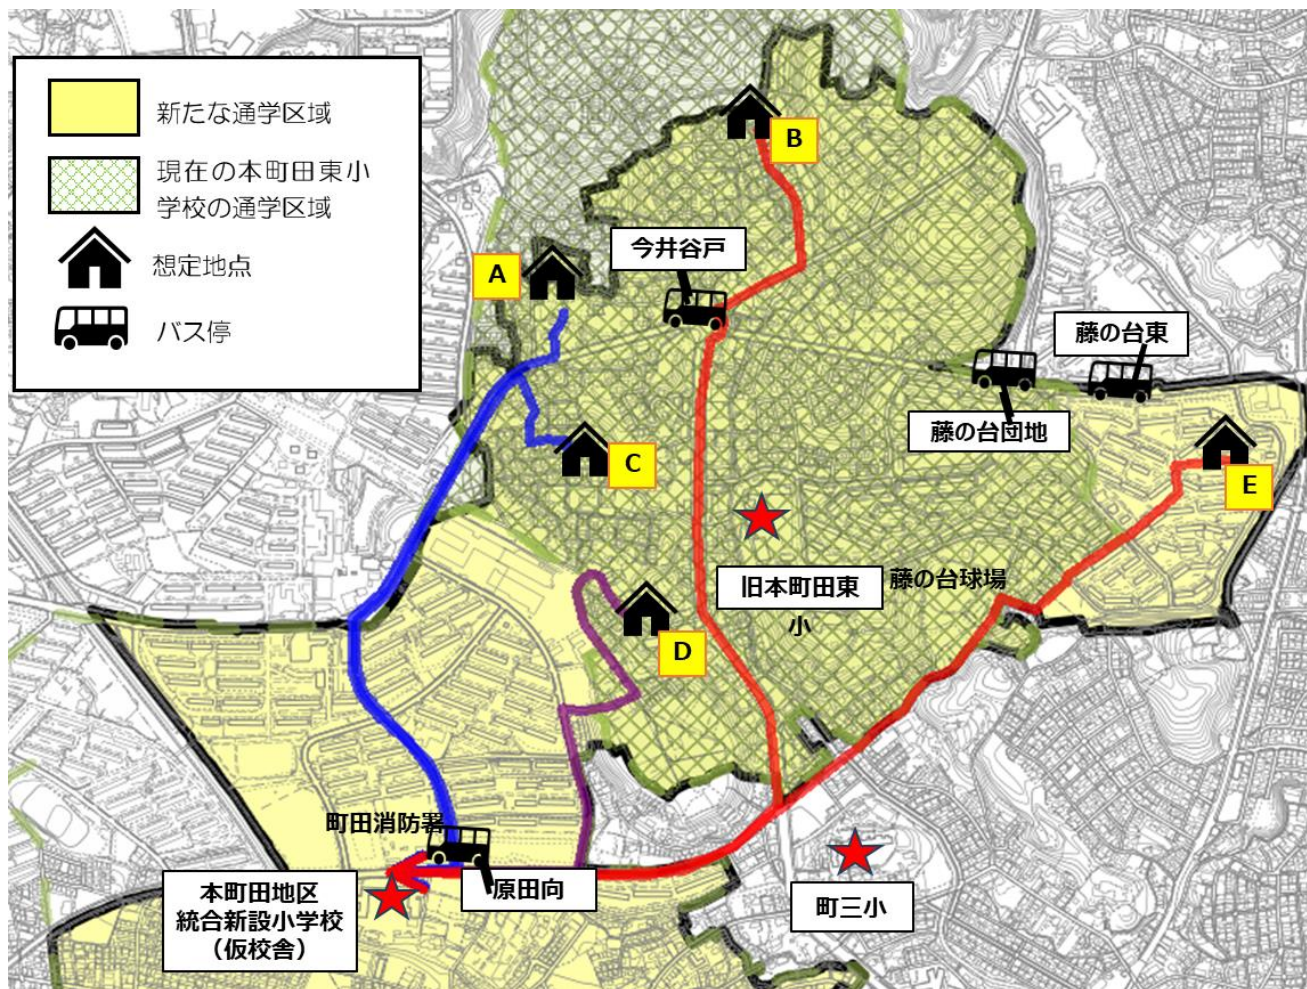 新たな通学区域
現在の本町田東小
学校の通学区域
想定地点
バス停
B
今井谷戸
A
藤の台東
藤の台団地
C
E
旧本町田東
小
藤の台球場
D
町田消防署
原田向
本町田地区
統合新設小学校
（仮校舎）
町三小